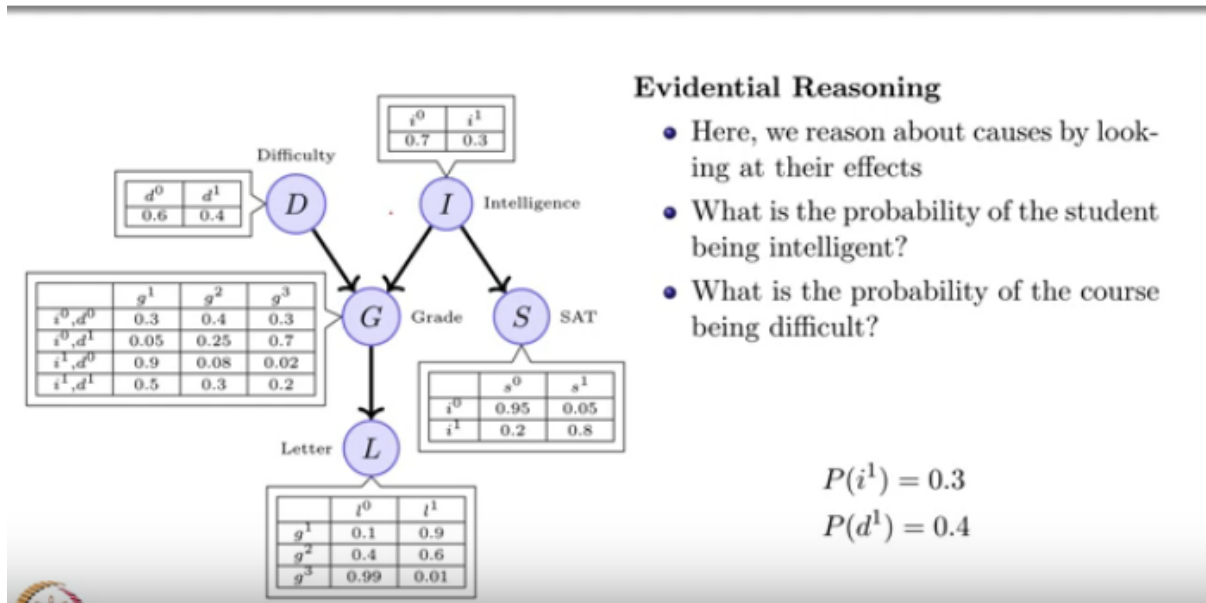 Evidential Reasoning
• Here, we reason about causes by look-
ing at their effects
• What is the probability of the student
being intelligent?
• What is the probability of the course
being difficult?
P(i¹) = 0.3
P(d¹) = 0.4
i⁰ i¹
0.7 0.3
Difficulty
d⁰ d¹
0.6 0.4
D
I
Intelligence
g¹ g² g³
i⁰,d⁰ 0.3 0.4 0.3
i⁰,d¹ 0.05 0.25 0.7
i¹,d⁰ 0.9 0.08 0.02
i¹,d¹ 0.5 0.3 0.2
G
Grade
S
SAT
s⁰ s¹
i⁰ 0.95 0.05
i¹ 0.2 0.8
Letter
L
l⁰ l¹
g¹ 0.1 0.9
g² 0.4 0.6
g³ 0.99 0.01